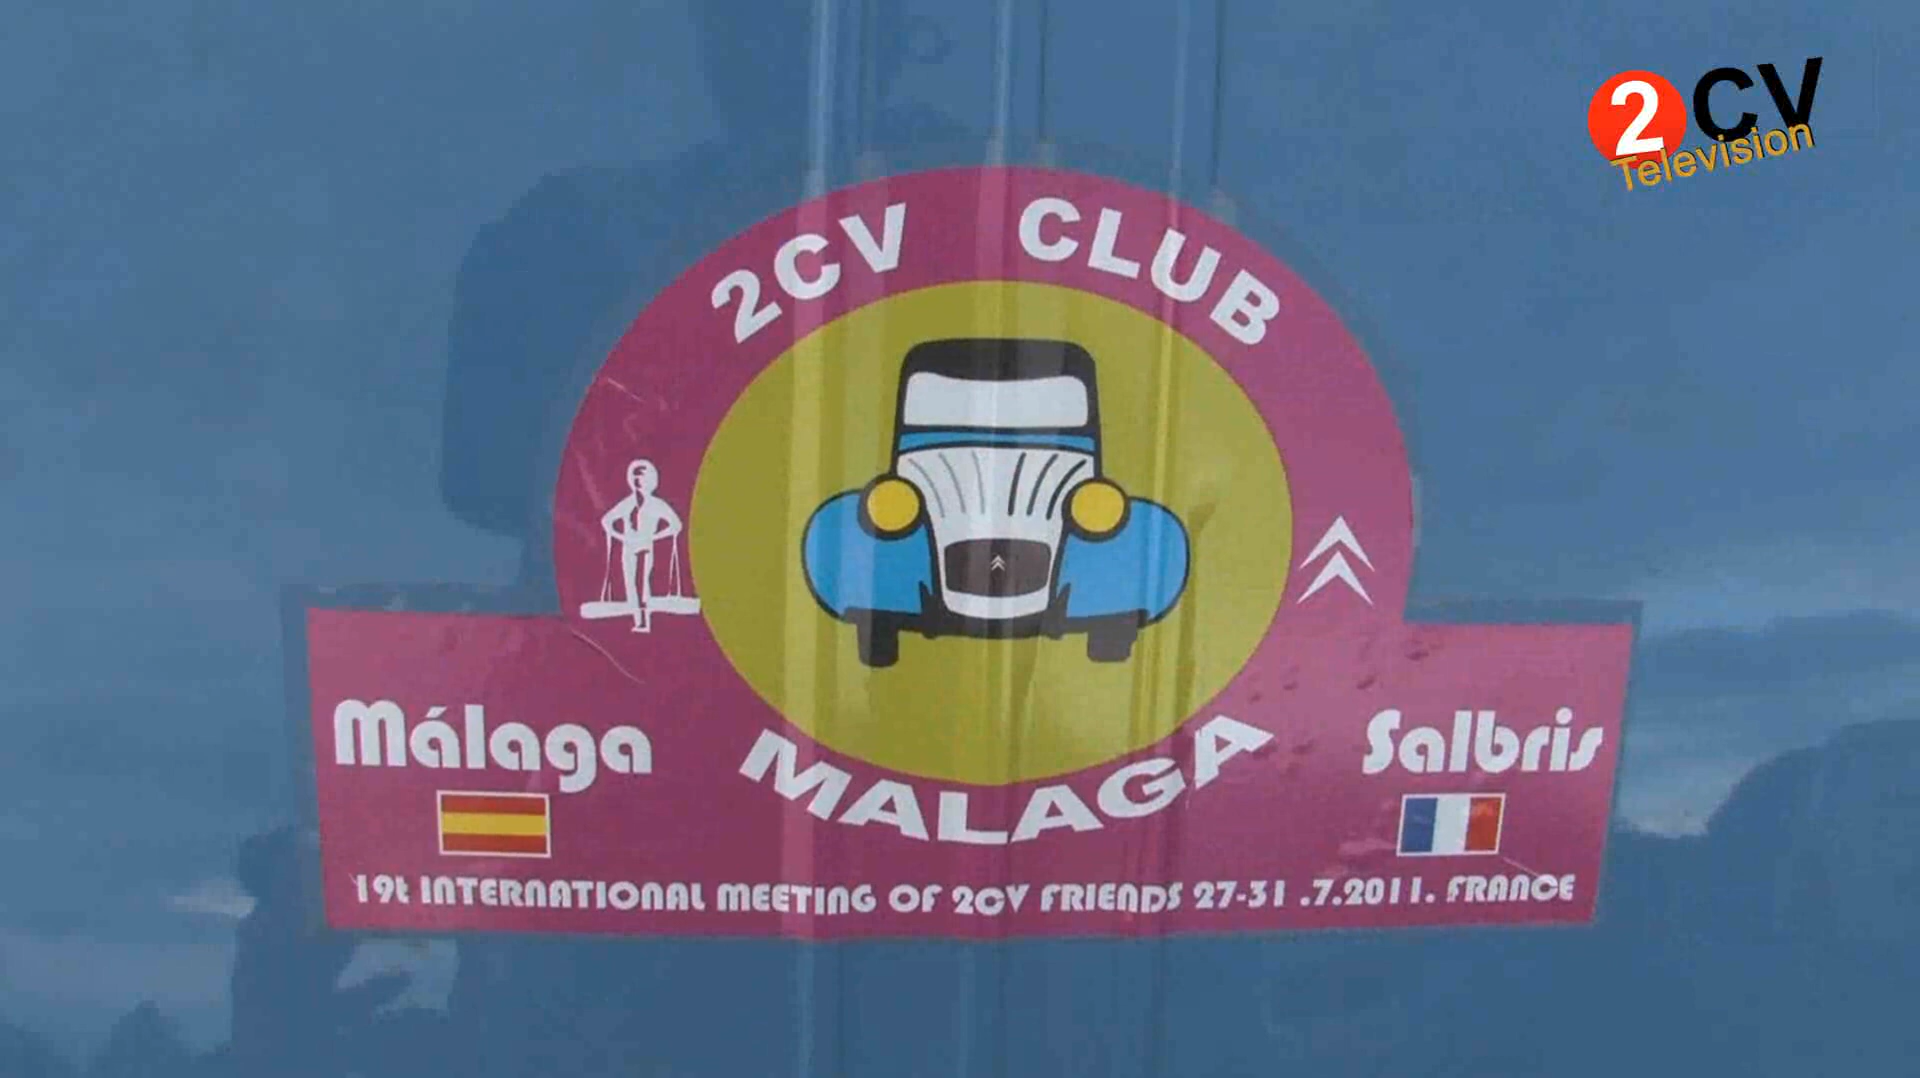 2CV
Television
2CV CLUB
Málaga
MALAGA
Salbris
19t INTERNATIONAL MEETING OF 2CV FRIENDS 27-31 .7.2011. FRANCE